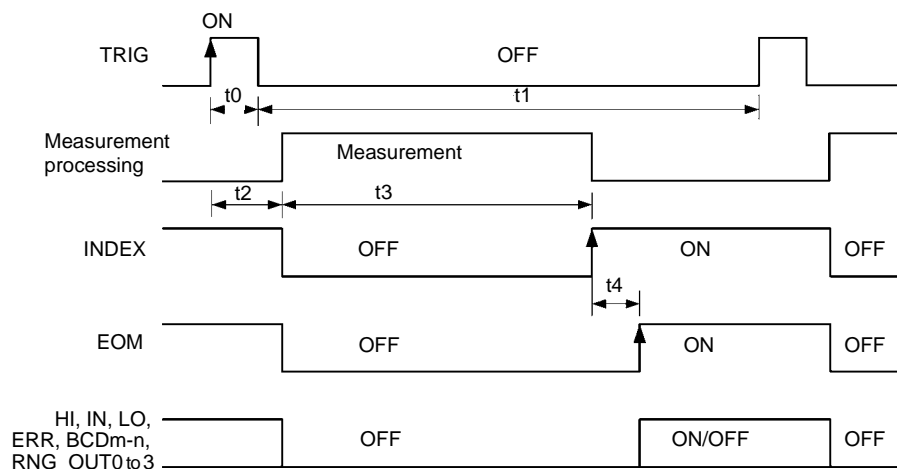 ON
TRIG OFF
t0 t1
Measurement
processing
Measurement
t2 t3
INDEX OFF ON OFF
t4
EOM OFF ON OFF
HI, IN, LO,
ERR, BCDm-n,
RNG_OUT0 to 3
OFF ON/OFF OFF